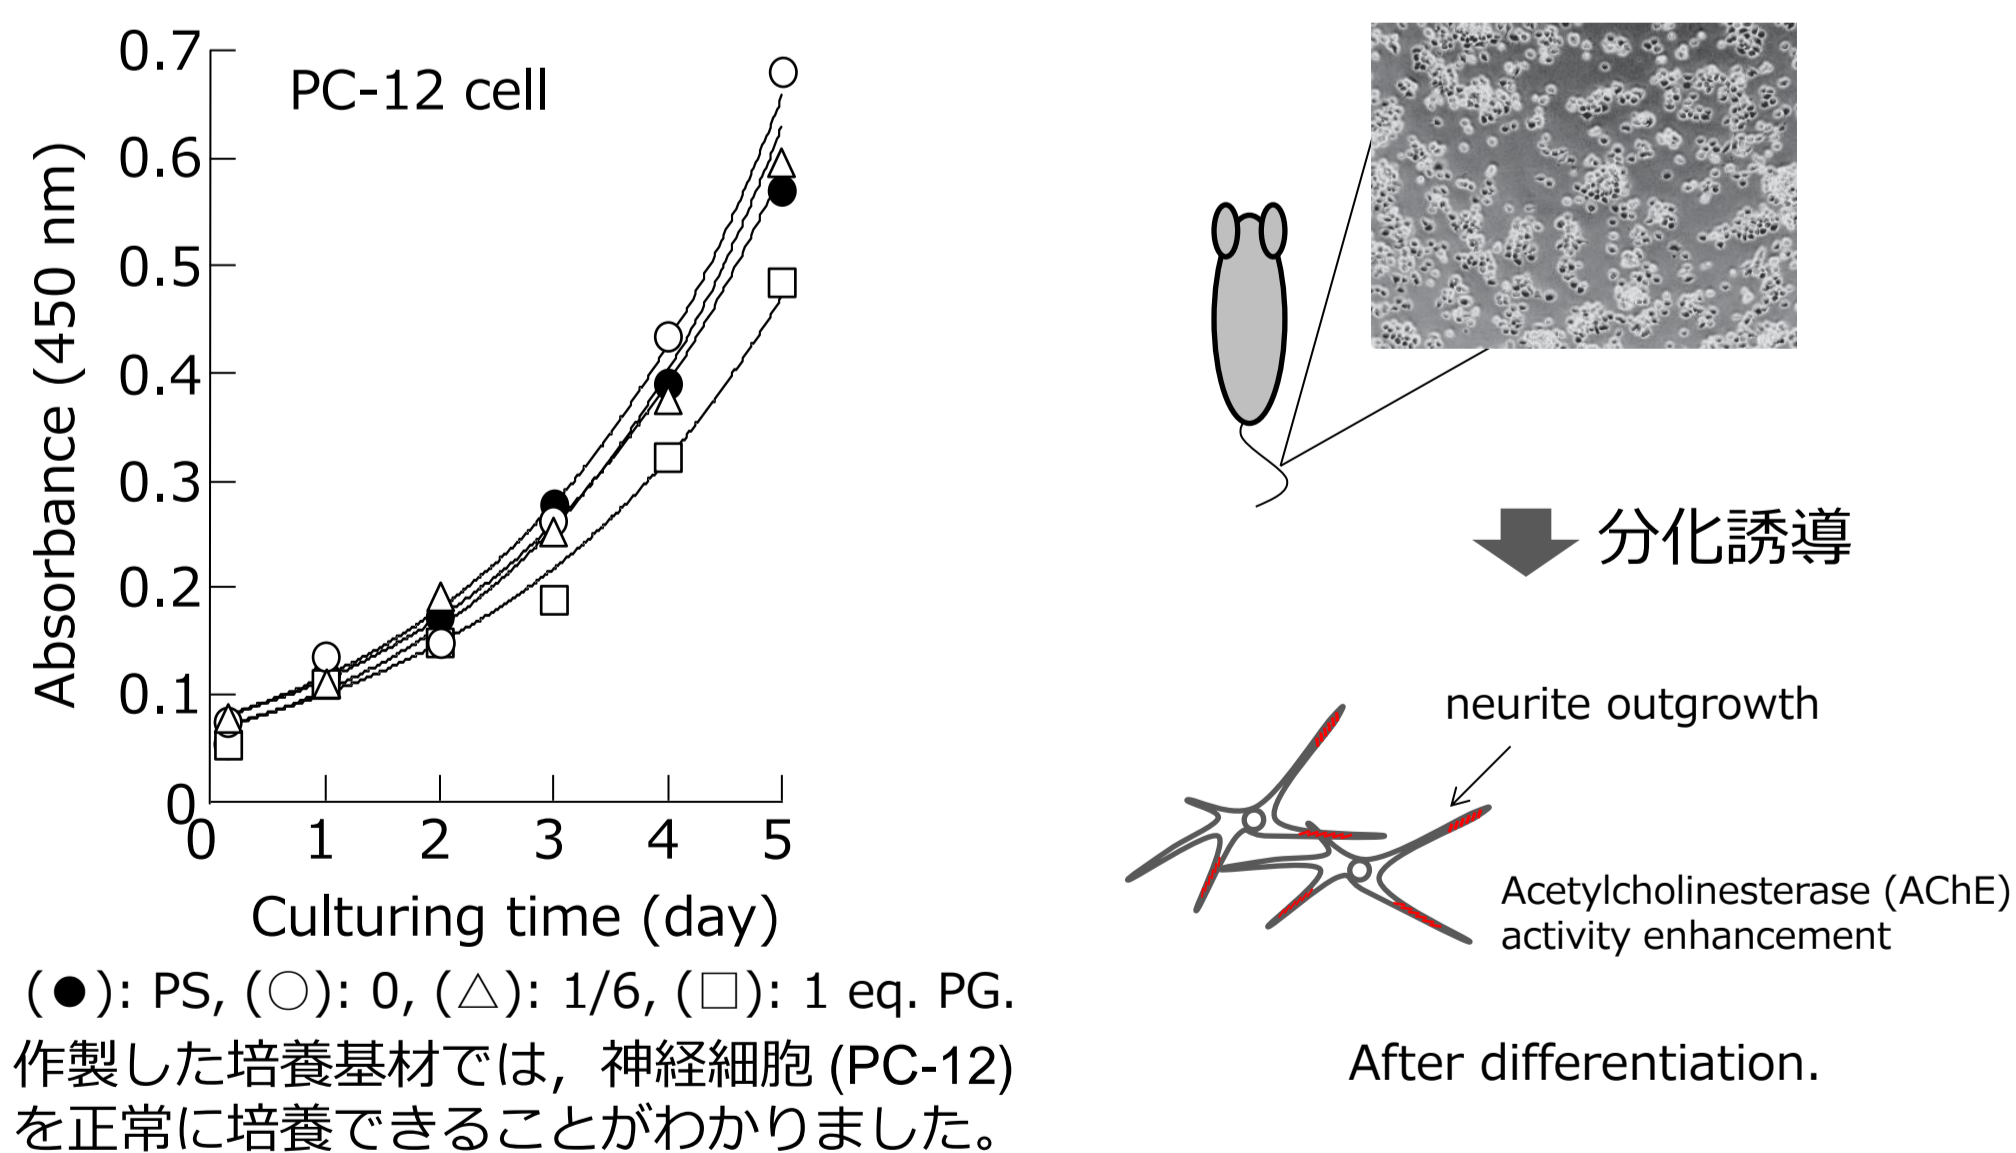 PC-12 cell
0.7
0.6
0.5
0.4
0.3
0.2
0.1
0
Absorbance (450 nm)
0 1 2 3 4 5
Culturing time (day)
(●): PS, (○): 0, (△): 1/6, (□): 1 eq. PG.
作製した培養基材では，神経細胞 (PC-12)
を正常に培養できることがわかりました。
分化誘導
neurite outgrowth
Acetylcholinesterase (AChE)
activity enhancement
After differentiation.